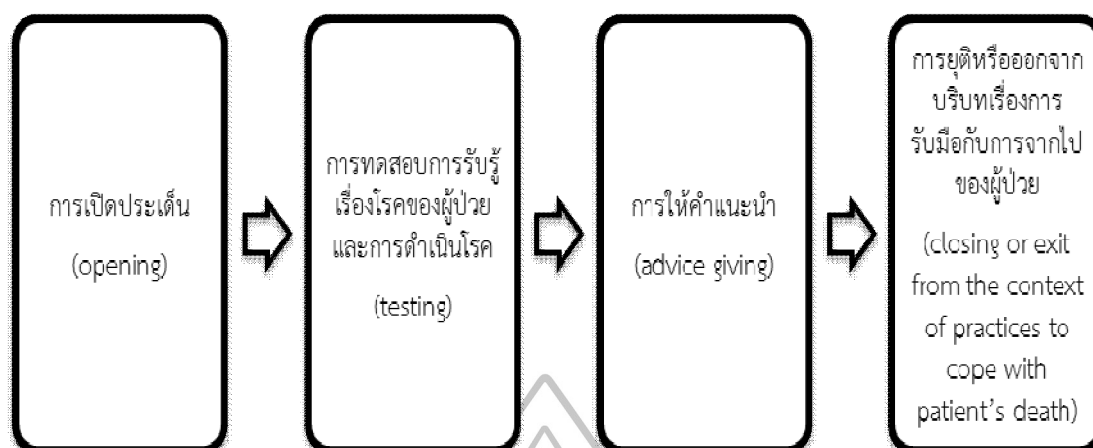 การเปิดประเด็น
(opening)
การทดสอบการรับรู้
เรื่องโรคของผู้ป่วย
และการดำเนินโรค
(testing)
การให้คำแนะนำ
(advice giving)
การยุติหรือออกจาก
บริบทเรื่องการ
รับมือกับการจากไป
ของผู้ป่วย
(closing or exit
from the context
of practices to
cope with
patient's death)